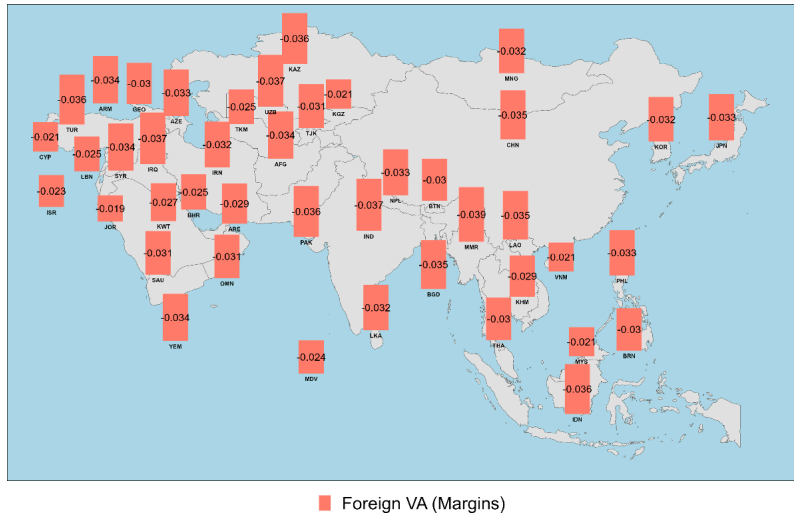 -0.036
KAZ
-0.032
MNG
-0.034
ARM
-0.03
GEO
-0.033
AZE
-0.036
TUR
-0.037
UZB
-0.025
TKM
-0.031
TJK
-0.021
KGZ
-0.035
CHN
-0.032
KOR
-0.033
JPN
-0.021
CYP
-0.025
LBN
-0.034
SYR
-0.037
IRQ
-0.032
IRN
-0.034
AFG
-0.023
ISR
-0.019
JOR
-0.027
KWT
-0.025
BHR
-0.029
ARE
-0.036
PAK
-0.037
IND
-0.033
NPL
-0.03
BTN
-0.039
MMR
-0.035
LAO
-0.031
SAU
-0.031
OMN
-0.035
BGD
-0.029
KHM
-0.021
VNM
-0.033
PHL
-0.034
YEM
-0.032
LKA
-0.03
THA
-0.021
MYS
-0.03
BRN
-0.024
MDV
-0.036
IDN
Foreign VA (Margins)